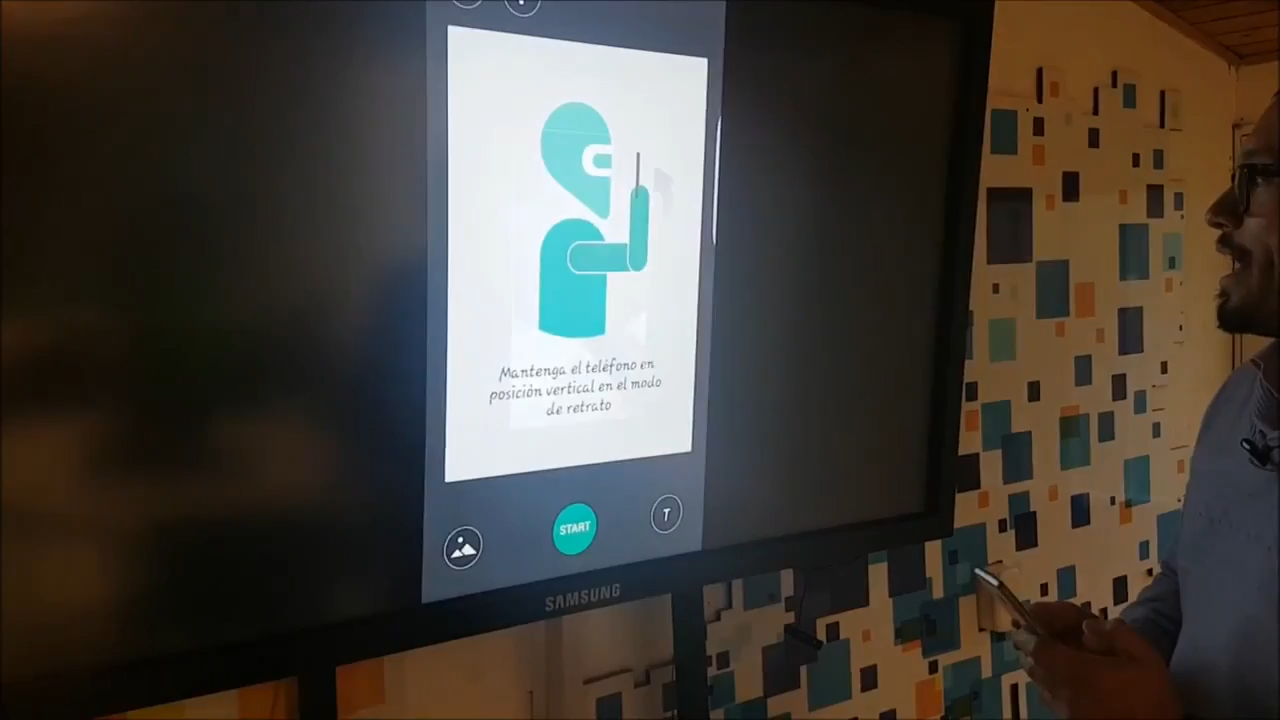 Mantenga el teléfono en
posición vertical en el modo
de retrato
START
T
SAMSUNG